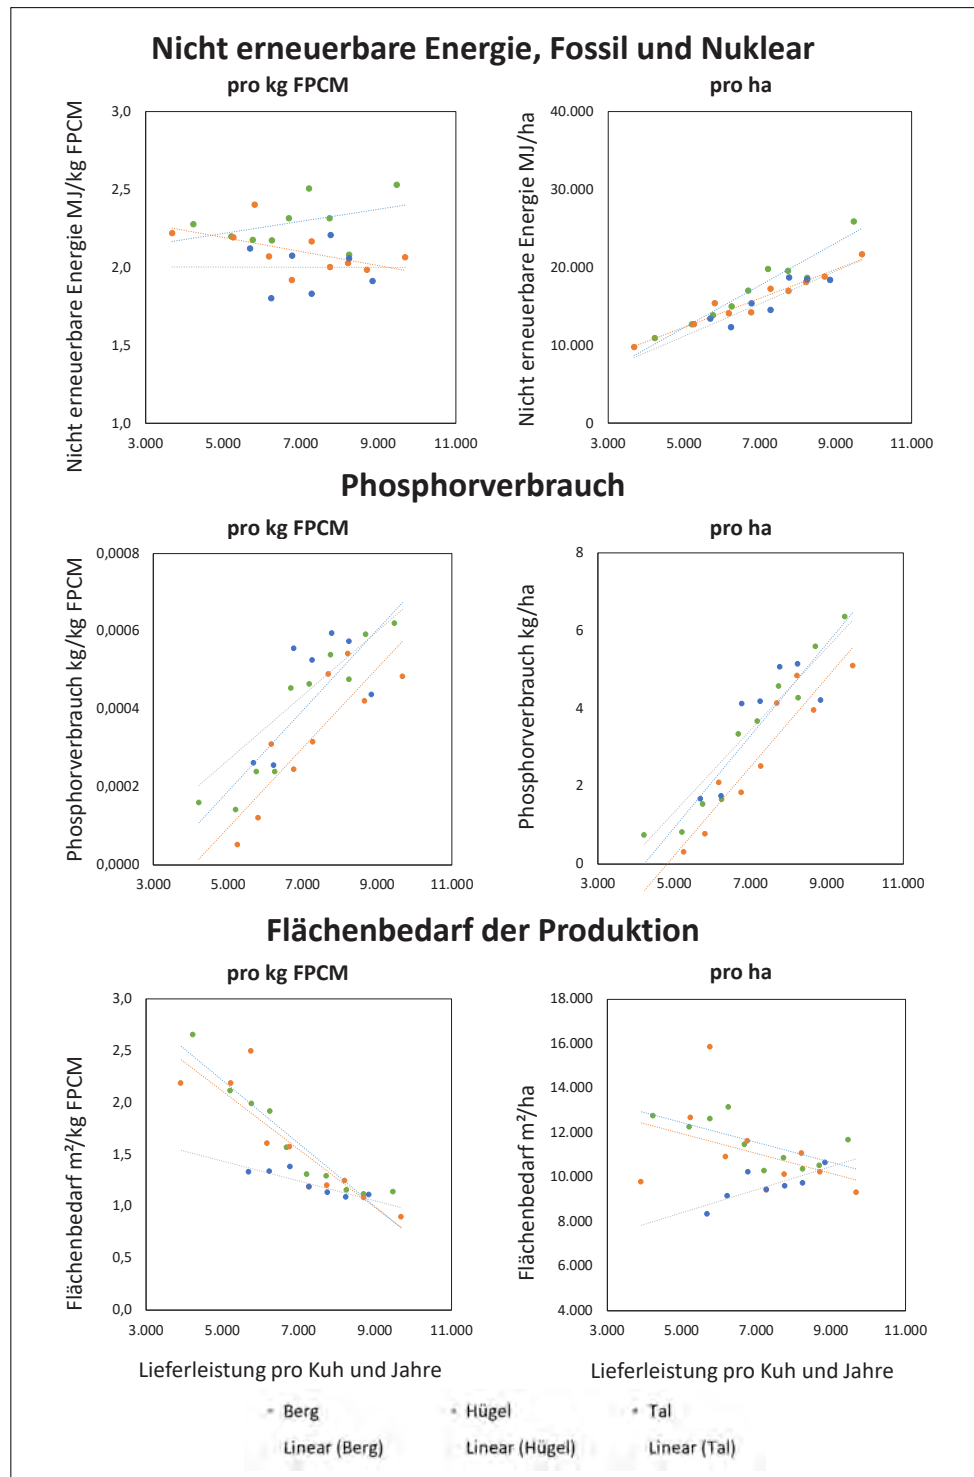 Nicht erneuerbare Energie, Fossil und Nuklear
pro kg FPCM
Nicht erneuerbare Energie MJ/kg FPCM
3,0
2,5
2,0
1,5
1,0
3.000 5.000 7.000 9.000 11.000
pro ha
Nicht erneuerbare Energie MJ/ha
40.000
30.000
20.000
10.000
0
3.000 5.000 7.000 9.000 11.000
Phosphorverbrauch
pro kg FPCM
Phosphorverbrauch kg/kg FPCM
0,0008
0,0006
0,0004
0,0002
0,0000
3.000 5.000 7.000 9.000 11.000
pro ha
Phosphorverbrauch kg/ha
8
6
4
2
0
3.000 5.000 7.000 9.000 11.000
Flächenbedarf der Produktion
pro kg FPCM
Flächenbedarf m²/kg FPCM
3,0
2,5
2,0
1,5
1,0
0,5
0,0
3.000 5.000 7.000 9.000 11.000
Lieferleistung pro Kuh und Jahre
pro ha
Flächenbedarf m²/ha
18.000
16.000
14.000
12.000
10.000
8.000
6.000
4.000
3.000 5.000 7.000 9.000 11.000
Lieferleistung pro Kuh und Jahre
Berg Hügel Tal
Linear (Berg) Linear (Hügel) Linear (Tal)